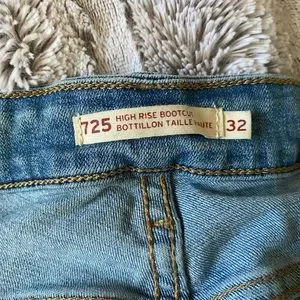 725 HIGH RISE BOOTCUT
BOTTILLON TAILLE HAUTE
32